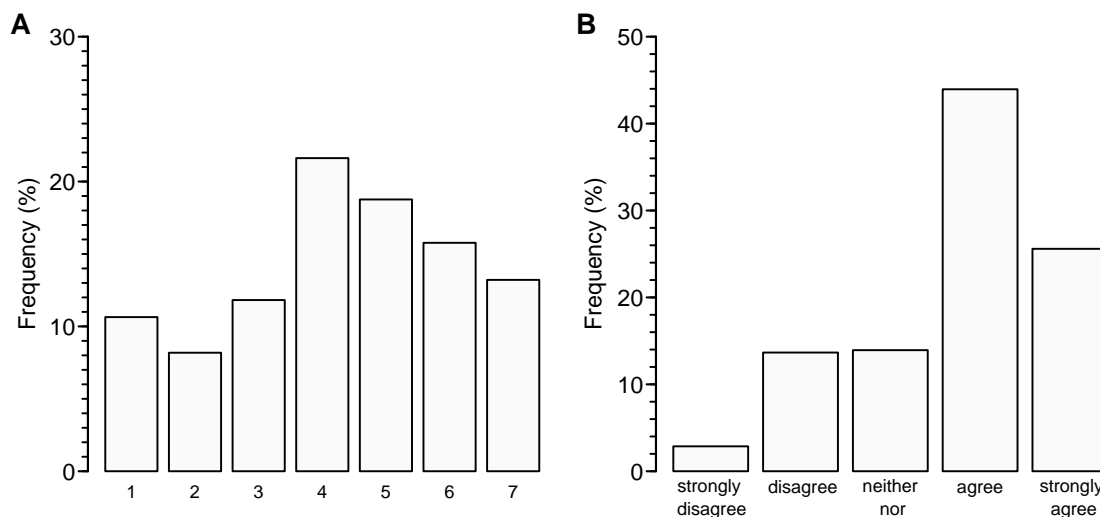 A
B
30
20
10
0
Frequency (%)
1 2 3 4 5 6 7
50
40
30
20
10
0
Frequency (%)
strongly disagree neither agree strongly
disagree nor agree